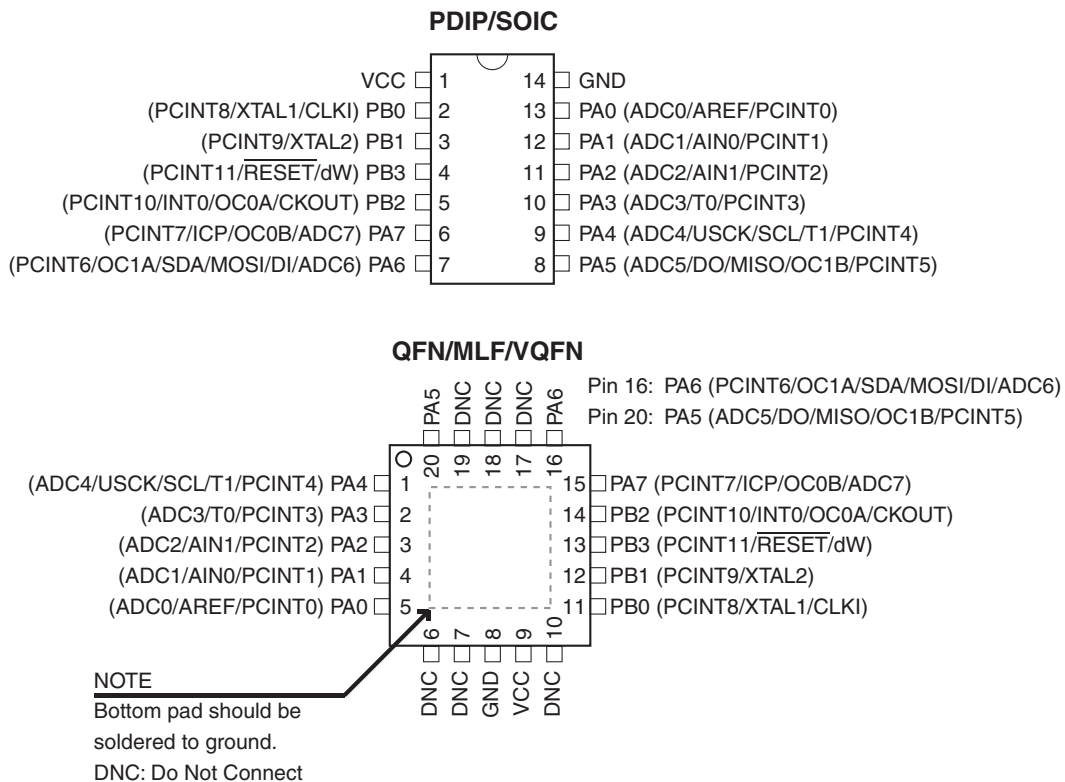 PDIP/SOIC
VCC 1 14 GND
(PCINT8/XTAL1/CLKI) PB0 2 13 PA0 (ADC0/AREF/PCINT0)
(PCINT9/XTAL2) PB1 3 12 PA1 (ADC1/AIN0/PCINT1)
(PCINT11/RESET/dW) PB3 4 11 PA2 (ADC2/AIN1/PCINT2)
(PCINT10/INT0/OC0A/CKOUT) PB2 5 10 PA3 (ADC3/T0/PCINT3)
(PCINT7/ICP/OC0B/ADC7) PA7 6 9 PA4 (ADC4/USCK/SCL/T1/PCINT4)
(PCINT6/OC1A/SDA/MOSI/DI/ADC6) PA6 7 8 PA5 (ADC5/DO/MISO/OC1B/PCINT5)
QFN/MLF/VQFN
Pin 16: PA6 (PCINT6/OC1A/SDA/MOSI/DI/ADC6)
Pin 20: PA5 (ADC5/DO/MISO/OC1B/PCINT5)
PA5 DNC DNC DNC PA6
20 19 18 17 16
(ADC4/USCK/SCL/T1/PCINT4) PA4 1 15 PA7 (PCINT7/ICP/OC0B/ADC7)
(ADC3/T0/PCINT3) PA3 2 14 PB2 (PCINT10/INT0/OC0A/CKOUT)
(ADC2/AIN1/PCINT2) PA2 3 13 PB3 (PCINT11/RESET/dW)
(ADC1/AIN0/PCINT1) PA1 4 12 PB1 (PCINT9/XTAL2)
(ADC0/AREF/PCINT0) PA0 5 11 PB0 (PCINT8/XTAL1/CLKI)
6 7 8 9 10
DNC DNC GND VCC DNC
NOTE
Bottom pad should be
soldered to ground.
DNC: Do Not Connect